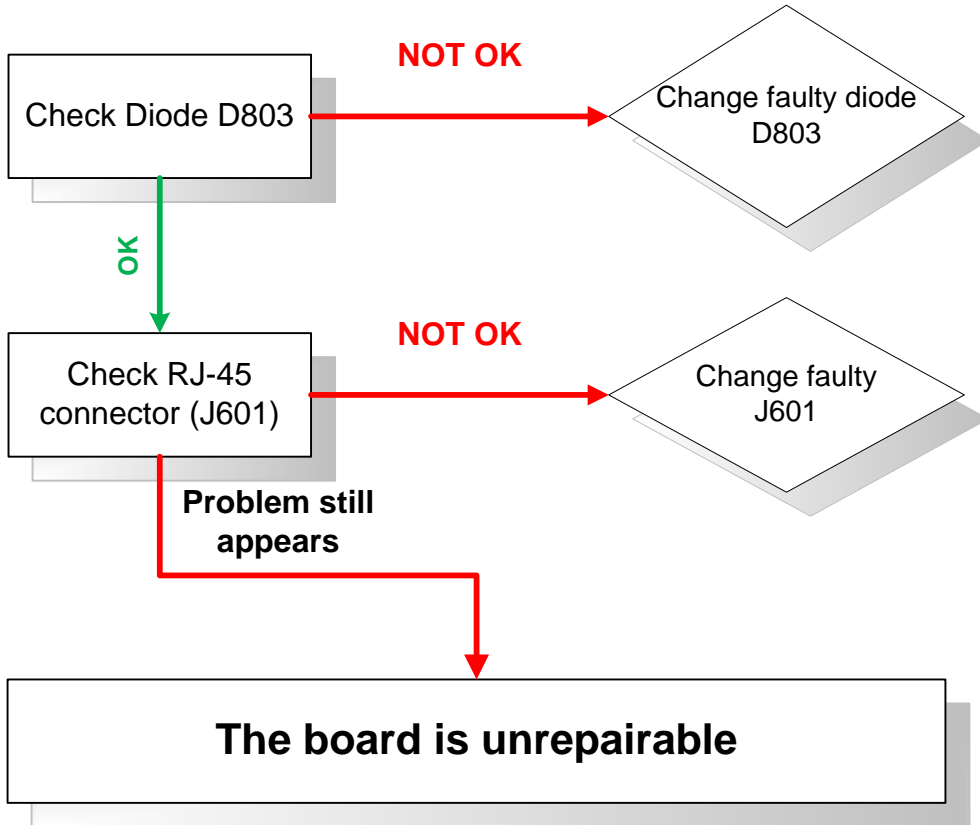 NOT OK
Check Diode D803
Change faulty diode
D803
OK
NOT OK
Check RJ-45
connector (J601)
Change faulty
J601
Problem still
appears
The board is unrepairable